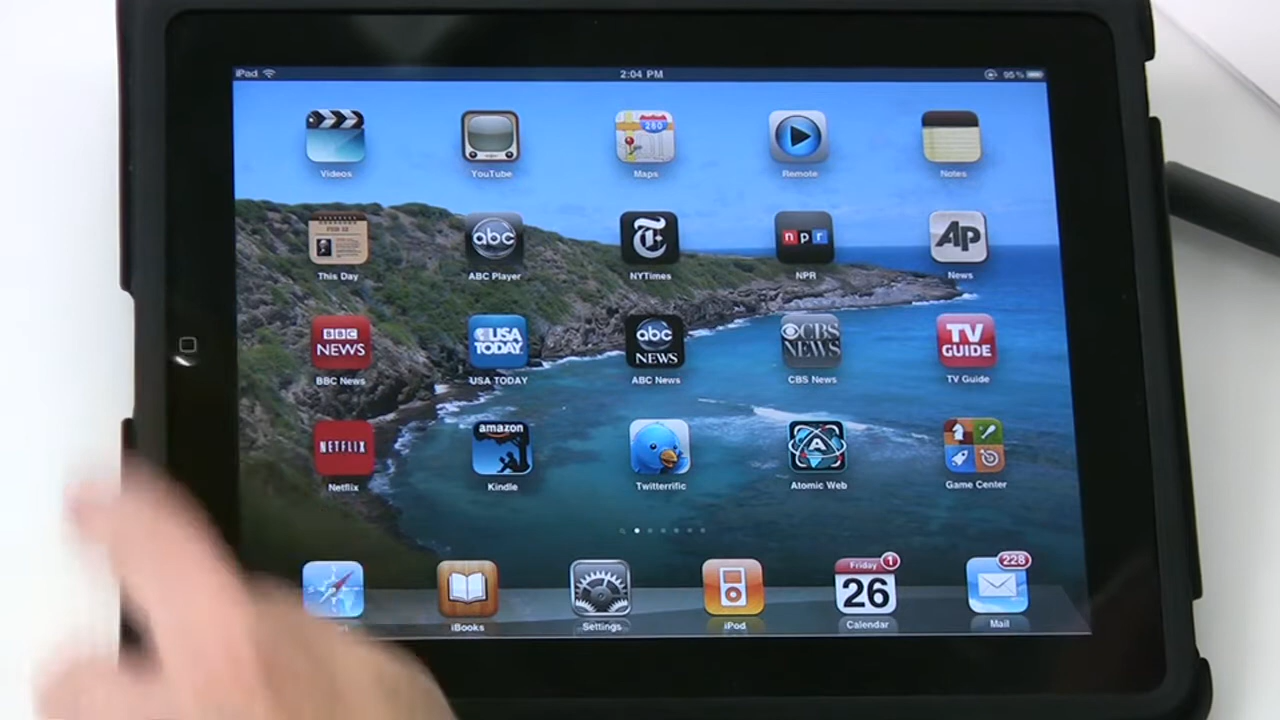 iPad 2:04 PM 95%
280
Videos YouTube Maps Remote Notes
abc n p r AP
This Day ABC Player NYTimes NPR News
BBC NEWS USA TODAY abc NEWS CBS NEWS TV GUIDE
BBC News USA TODAY ABC News CBS News TV Guide
NETFLIX amazon A
Netflix Kindle Twitterrific Atomic Web Game Center
Friday 1 228
26
iBooks Settings iPod Calendar Mail